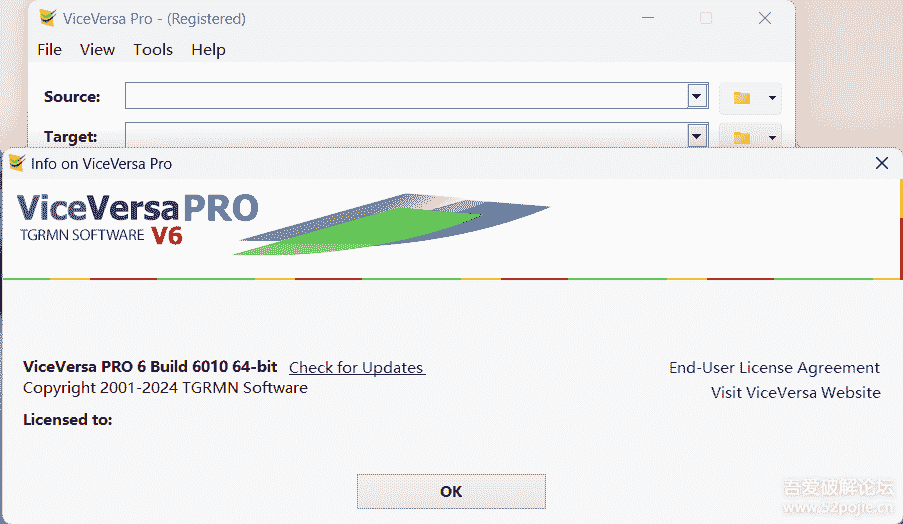 ViceVersa Pro - (Registered)
File View Tools Help
Source:
Target:
Info on ViceVersa Pro
ViceVersa PRO
TGRMN SOFTWARE V6
ViceVersa PRO 6 Build 6010 64-bit Check for Updates
End-User License Agreement
Copyright 2001-2024 TGRMN Software
Visit ViceVersa Website
Licensed to:
OK
吾爱破解论坛
www.52pojie.cn